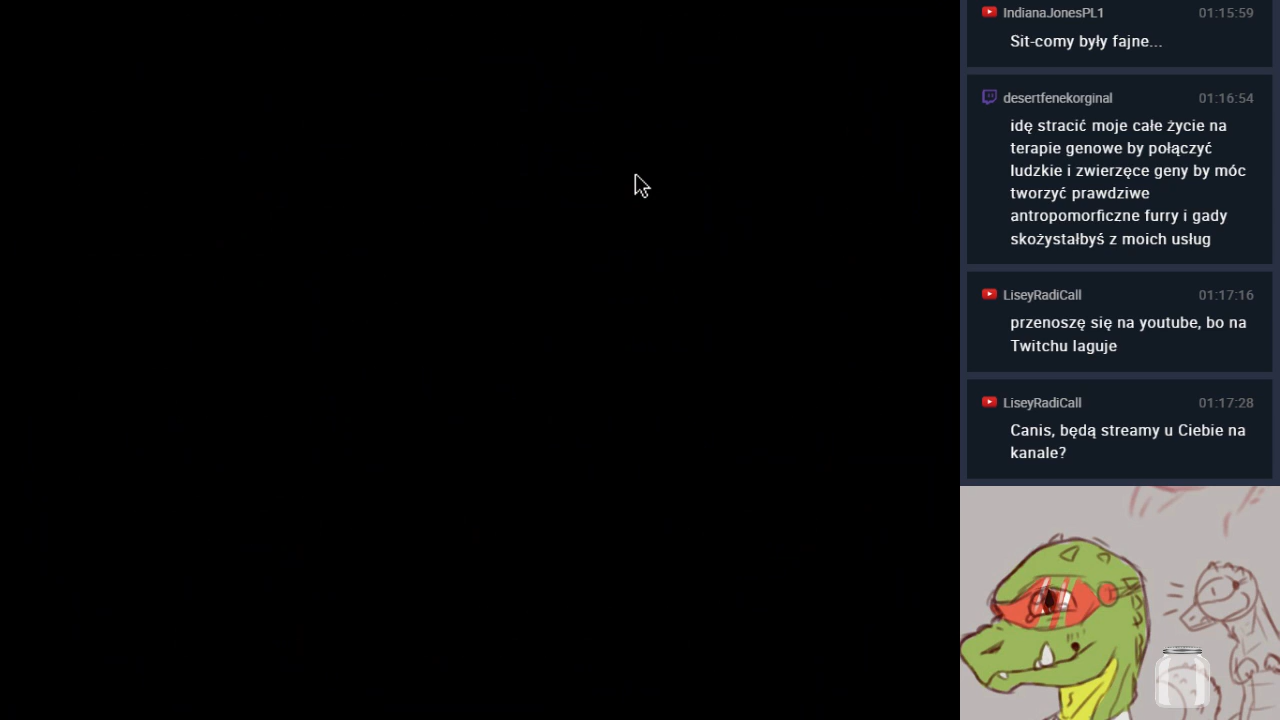 IndianaJonesPL1 01:15:59
Sit-comy były fajne...
desertfenekorginal 01:16:54
idę stracić moje całe życie na
terapie genowe by połączyć
ludzkie i zwierzęce geny by móc
tworzyć prawdziwe
antropomorficzne furry i gady
skożystałbyś z moich usług
LiseyRadiCall 01:17:16
przenoszę się na youtube, bo na
Twitchu laguje
LiseyRadiCall 01:17:28
Canis, będą streamy u Ciebie na
kanale?